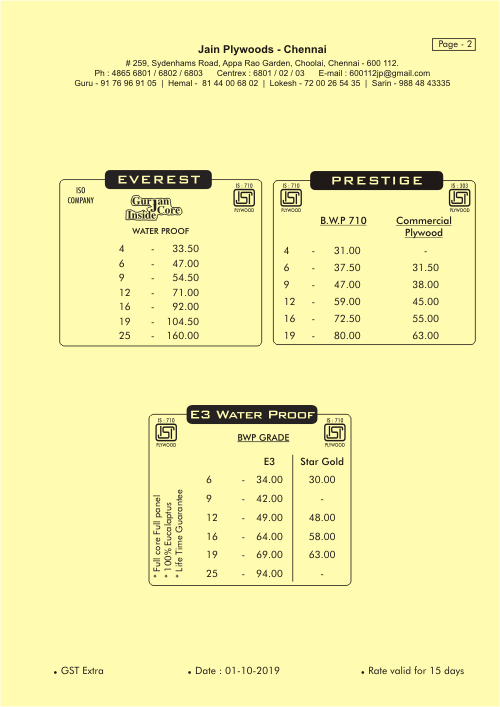 Page - 2
Jain Plywoods - Chennai
# 259, Sydenhams Road, Appa Rao Garden, Choolai, Chennai - 600 112.
Ph : 4865 6801 / 6802 / 6803 Centrex : 6801 / 02 / 03 E-mail : 600112jp@gmail.com
Guru - 91 76 96 91 05 | Hemal - 81 44 00 68 02 | Lokesh - 72 00 26 54 35 | Sarin - 988 48 43335
EVEREST
ISO
COMPANY
Gurjan
Inside Core
IS : 710
ISI
PLYWOOD
WATER PROOF
4 - 33.50
6 - 47.00
9 - 54.50
12 - 71.00
16 - 92.00
19 - 104.50
25 - 160.00
PRESTIGE
IS : 710
ISI
PLYWOOD
IS : 303
ISI
PLYWOOD
B.W.P 710 Commercial
Plywood
4 - 31.00 -
6 - 37.50 31.50
9 - 47.00 38.00
12 - 59.00 45.00
16 - 72.50 55.00
19 - 80.00 63.00
E3 WATER PROOF
IS : 710
ISI
PLYWOOD
IS : 710
ISI
PLYWOOD
BWP GRADE
E3 Star Gold
6 - 34.00 30.00
9 - 42.00 -
12 - 49.00 48.00
16 - 64.00 58.00
19 - 69.00 63.00
25 - 94.00 -
* Full core Full panel
* 100% Eucalaptus
* Life Time Guarantee
• GST Extra • Date : 01-10-2019 • Rate valid for 15 days